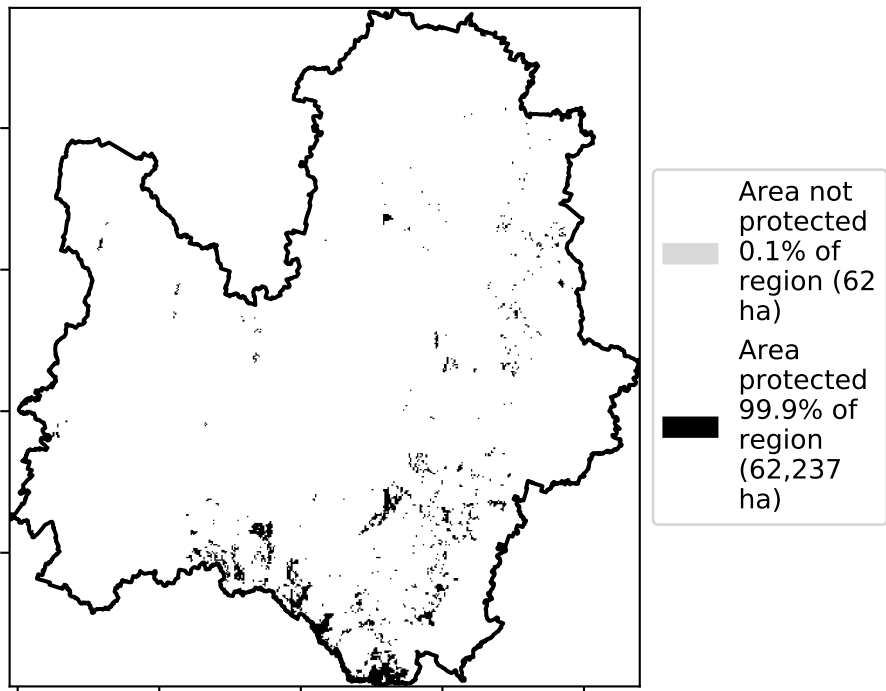 Area not
protected
0.1% of
region (62
ha)
Area
protected
99.9% of
region
(62,237
ha)